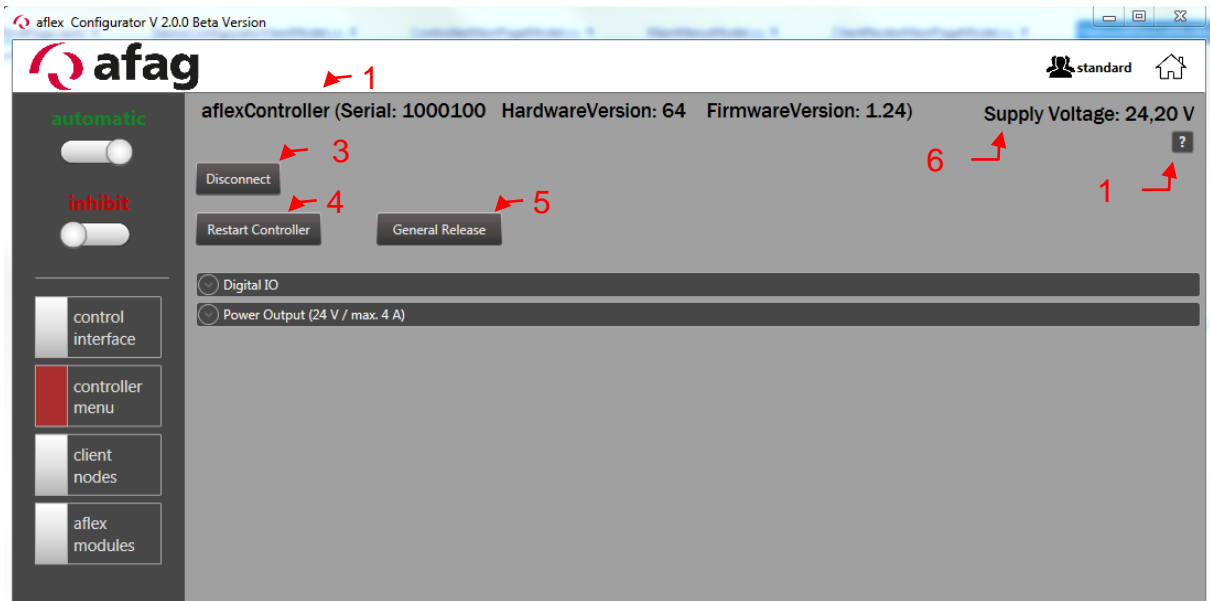 aflex Configurator V 2.0.0 Beta Version
afag
standard
1
aflexController (Serial: 1000100 HardwareVersion: 64 FirmwareVersion: 1.24)
Supply Voltage: 24,20 V
automatic
?
3
6
Disconnect
1
inhibit
4
5
Restart Controller
General Release
Digital IO
Power Output (24 V / max. 4 A)
control
interface
controller
menu
client
nodes
aflex
modules